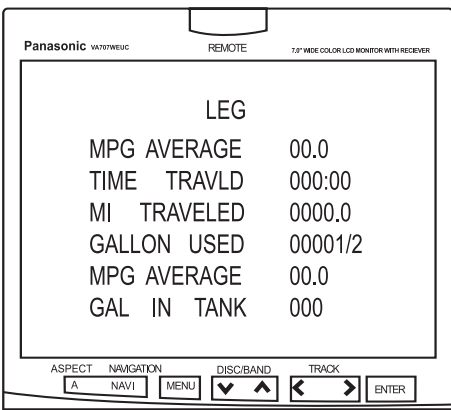 Panasonic VA707WEUC REMOTE 7.0" WIDE COLOR LCD MONITOR WITH RECIEVER
LEG
MPG AVERAGE 00.0
TIME TRAVLD 000:00
MI TRAVELED 0000.0
GALLON USED 00001/2
MPG AVERAGE 00.0
GAL IN TANK 000
ASPECT NAVIGATION DISC/BAND TRACK
A NAVI MENU ENTER